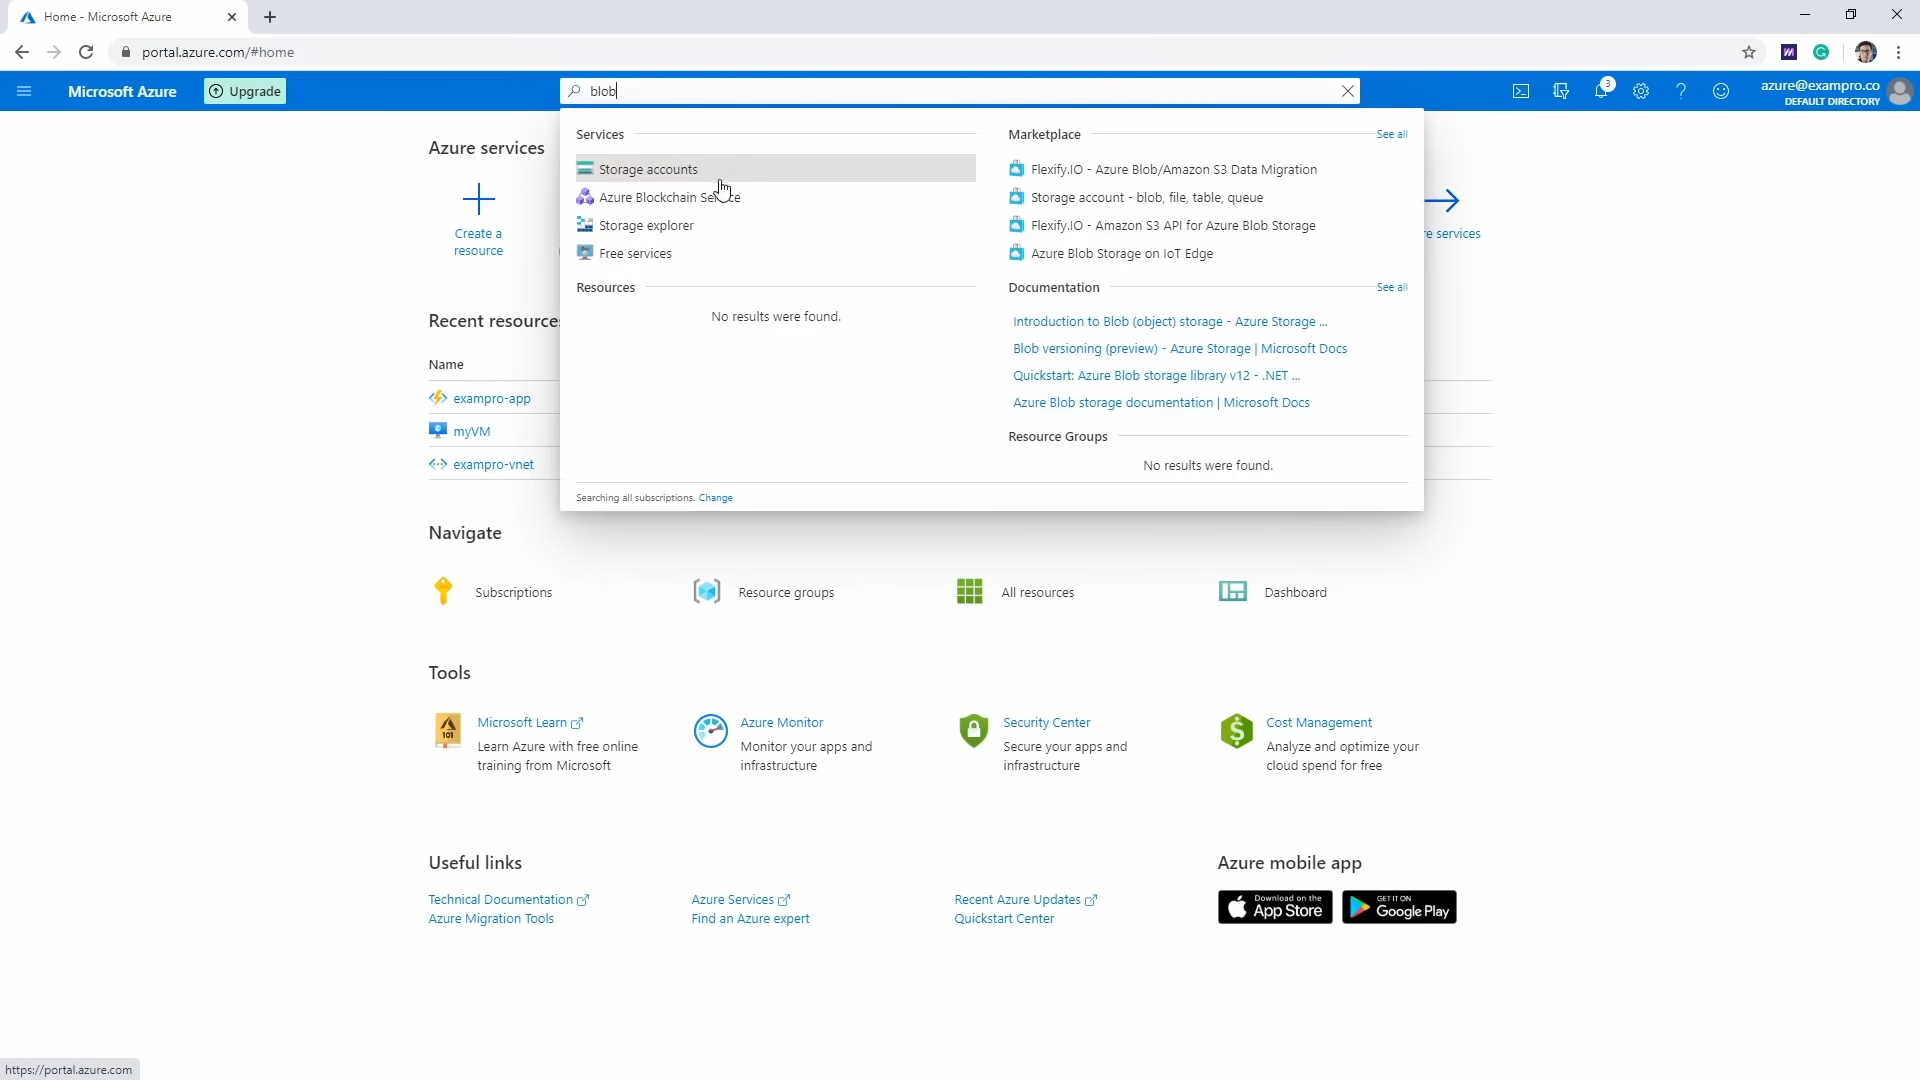 Home - Microsoft Azure
portal.azure.com/#home
Microsoft Azure
Upgrade
blob
3
azure@exampro.co
DEFAULT DIRECTORY
Azure services
Create a
resource
re services
Services
Storage accounts
Azure Blockchain Service
Storage explorer
Free services
Resources
No results were found.
Marketplace
See all
Flexify.IO - Azure Blob/Amazon S3 Data Migration
Storage account - blob, file, table, queue
Flexify.IO - Amazon S3 API for Azure Blob Storage
Azure Blob Storage on IoT Edge
Documentation
See all
Introduction to Blob (object) storage - Azure Storage ...
Blob versioning (preview) - Azure Storage | Microsoft Docs
Quickstart: Azure Blob storage library v12 - .NET ...
Azure Blob storage documentation | Microsoft Docs
Resource Groups
No results were found.
Searching all subscriptions. Change
Recent resources
Name
exampro-app
myVM
exampro-vnet
Navigate
Subscriptions
Resource groups
All resources
Dashboard
Tools
Microsoft Learn
Learn Azure with free online
training from Microsoft
Azure Monitor
Monitor your apps and
infrastructure
Security Center
Secure your apps and
infrastructure
Cost Management
Analyze and optimize your
cloud spend for free
101
Useful links
Technical Documentation
Azure Services
Recent Azure Updates
Azure Migration Tools
Find an Azure expert
Quickstart Center
Azure mobile app
Download on the
App Store
GET IT ON
Google Play
https://portal.azure.com